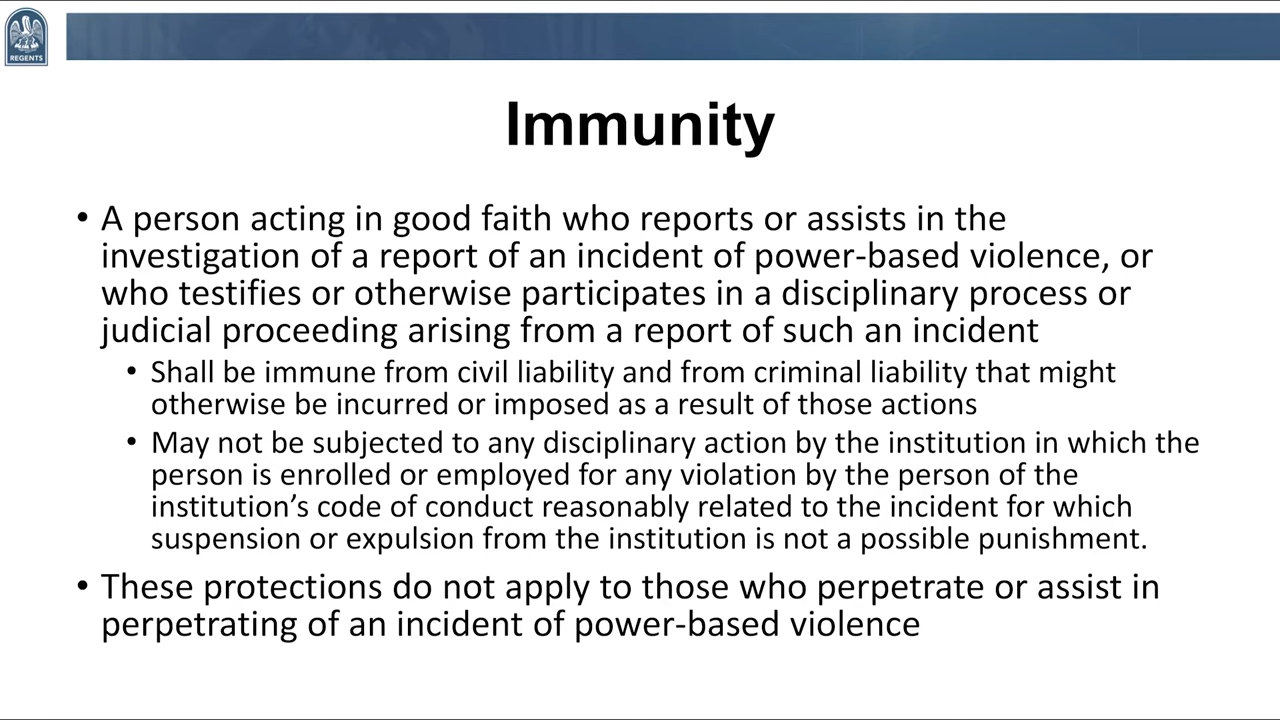 REGENTS
Immunity
• A person acting in good faith who reports or assists in the
investigation of a report of an incident of power-based violence, or
who testifies or otherwise participates in a disciplinary process or
judicial proceeding arising from a report of such an incident
• Shall be immune from civil liability and from criminal liability that might
otherwise be incurred or imposed as a result of those actions
• May not be subjected to any disciplinary action by the institution in which the
person is enrolled or employed for any violation by the person of the
institution’s code of conduct reasonably related to the incident for which
suspension or expulsion from the institution is not a possible punishment.
• These protections do not apply to those who perpetrate or assist in
perpetrating of an incident of power-based violence